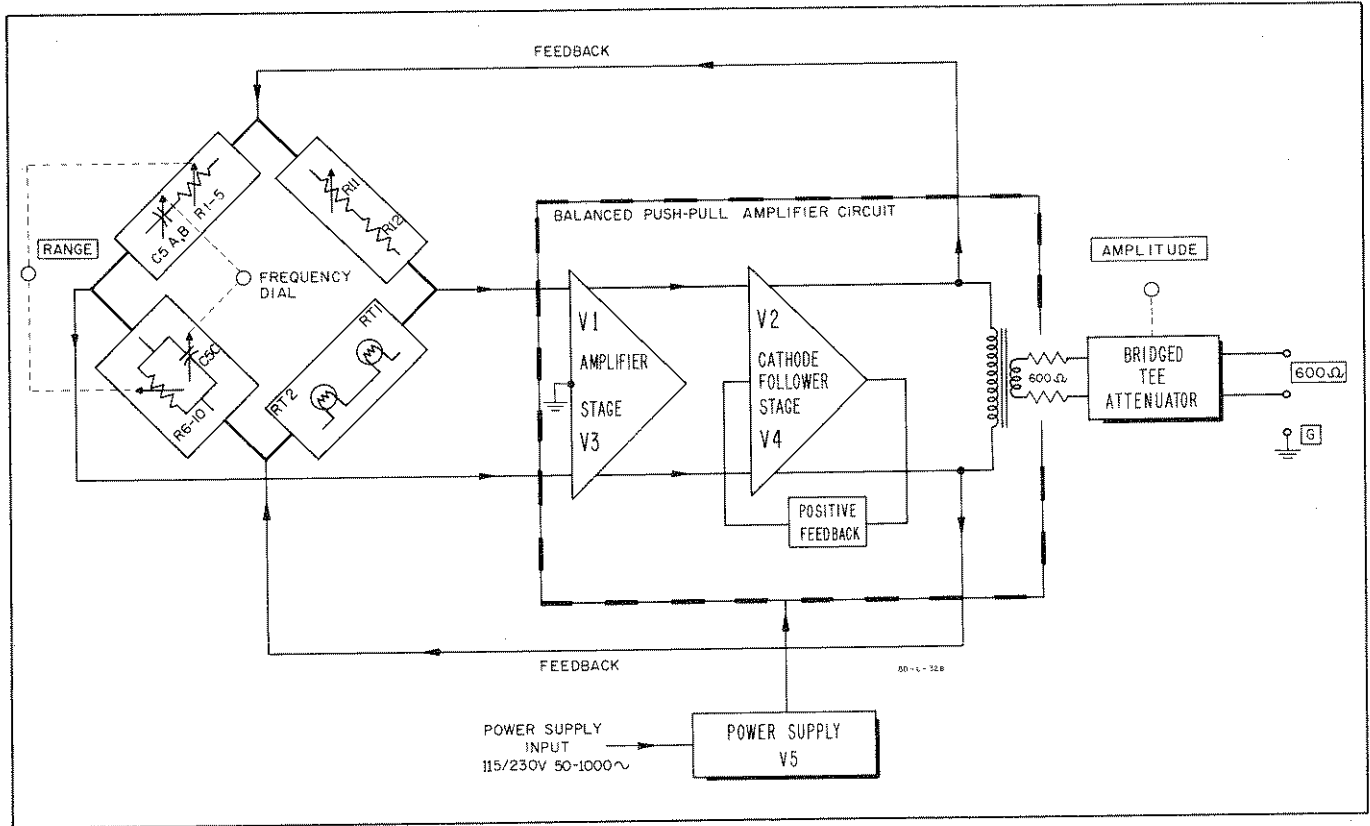 FEEDBACK
C5 A,B R1-5
R11
R12
RANGE
FREQUENCY
DIAL
C5C
R6-10
RT1
RT2
BALANCED PUSH-PULL AMPLIFIER CIRCUIT
V1
AMPLIFIER
STAGE
V3
V2
CATHODE
FOLLOWER
STAGE
V4
POSITIVE
FEEDBACK
600Ω
AMPLITUDE
BRIDGED
TEE
ATTENUATOR
600Ω
G
FEEDBACK
BD-L-328
POWER SUPPLY
INPUT
115/230V 50-1000~
POWER SUPPLY
V5